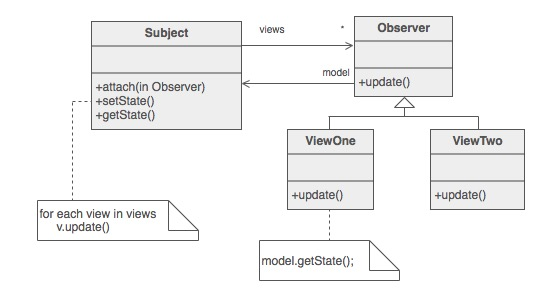 Subject
+attach(in Observer)
+setState()
+getState()
views
*
model
Observer
+update()
ViewOne
+update()
ViewTwo
+update()
for each view in views
v.update()
model.getState();